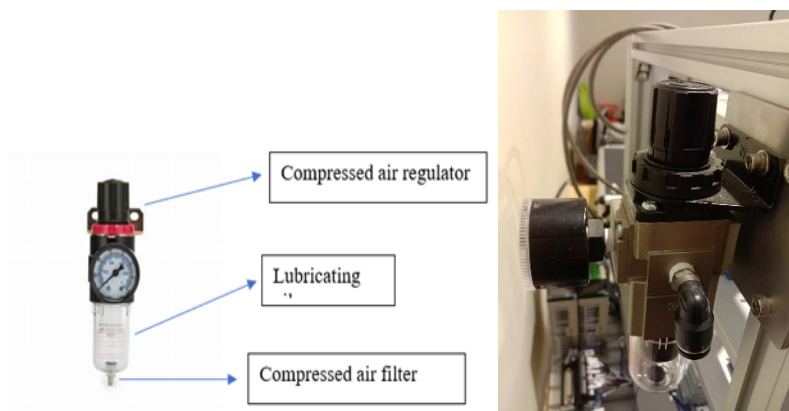 Compressed air regulator
Lubricating
Compressed air filter